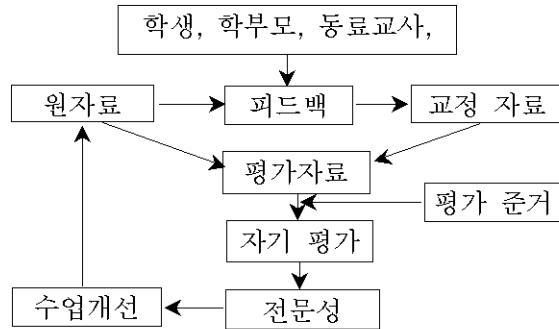 학생, 학부모, 동료교사,
원자료 피드백 교정 자료
평가자료
평가 준거
자기 평가
수업개선 전문성